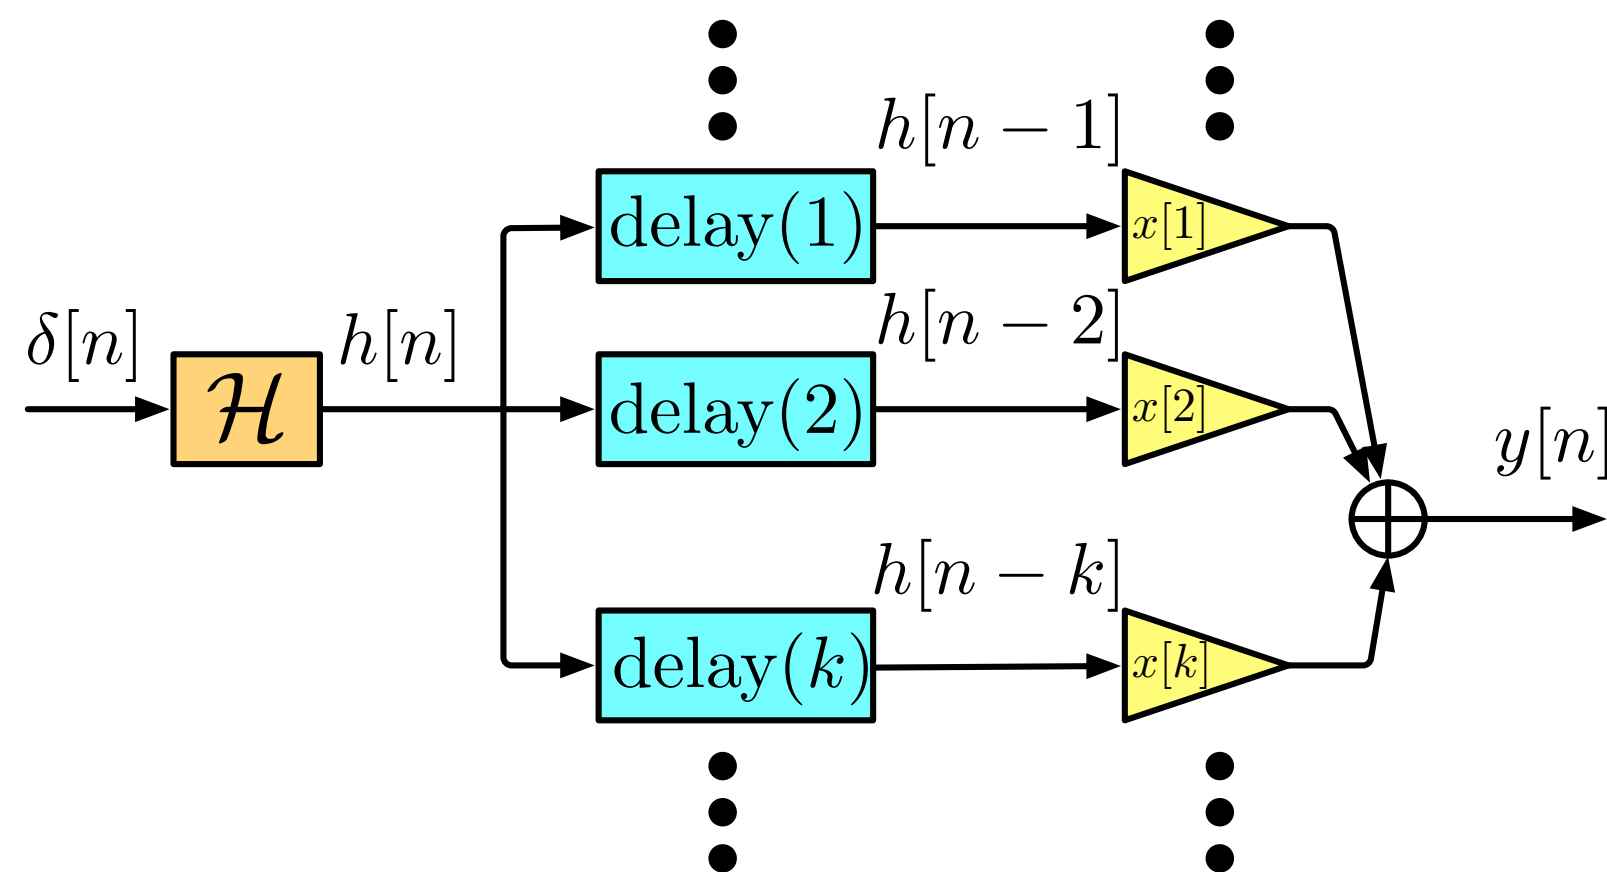 h[n − 1]
delay(1)
x[1]
h[n − 2]
δ[n]
ℋ
h[n]
delay(2)
x[2]
y[n]
h[n − k]
delay(k)
x[k]